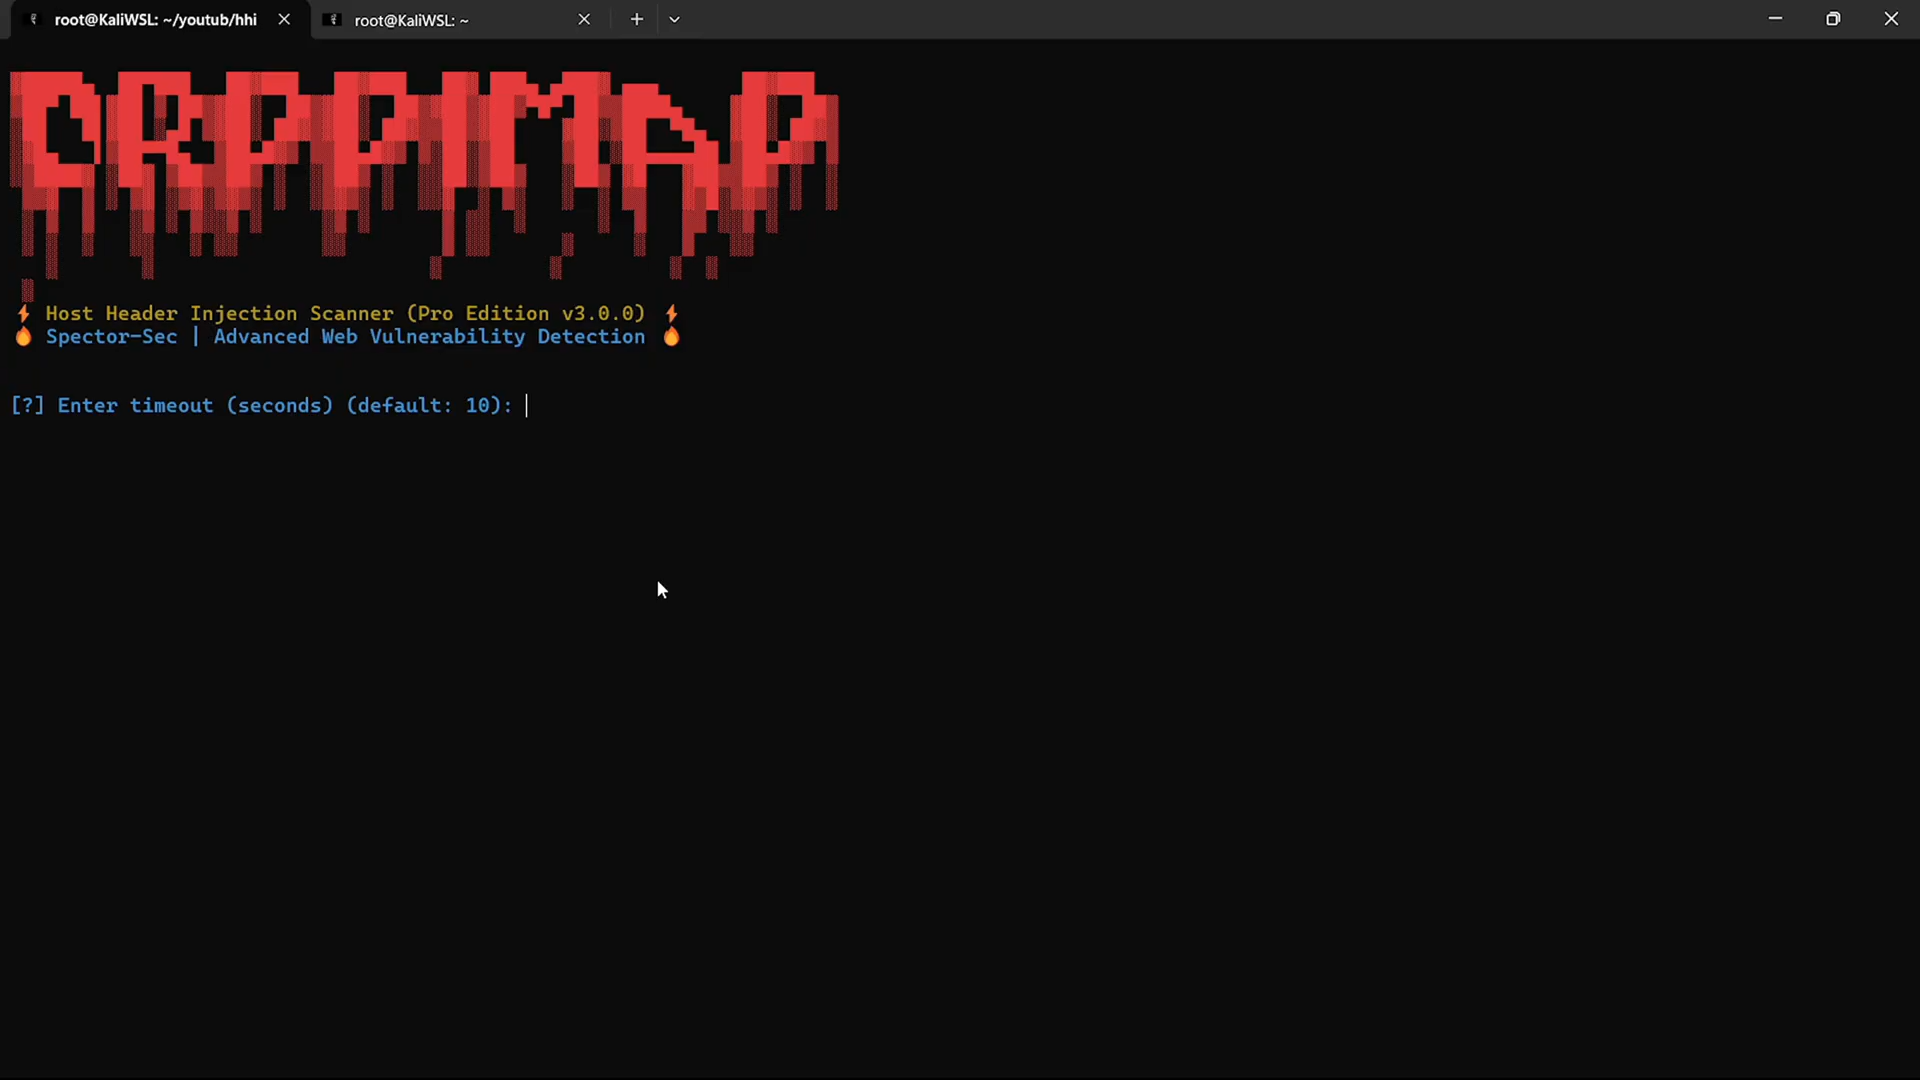 root@KaliWSL: ~/youtub/hhi
root@KaliWSL: ~
⚡ Host Header Injection Scanner (Pro Edition v3.0.0) ⚡
🔥 Spector-Sec | Advanced Web Vulnerability Detection 🔥
[?] Enter timeout (seconds) (default: 10):